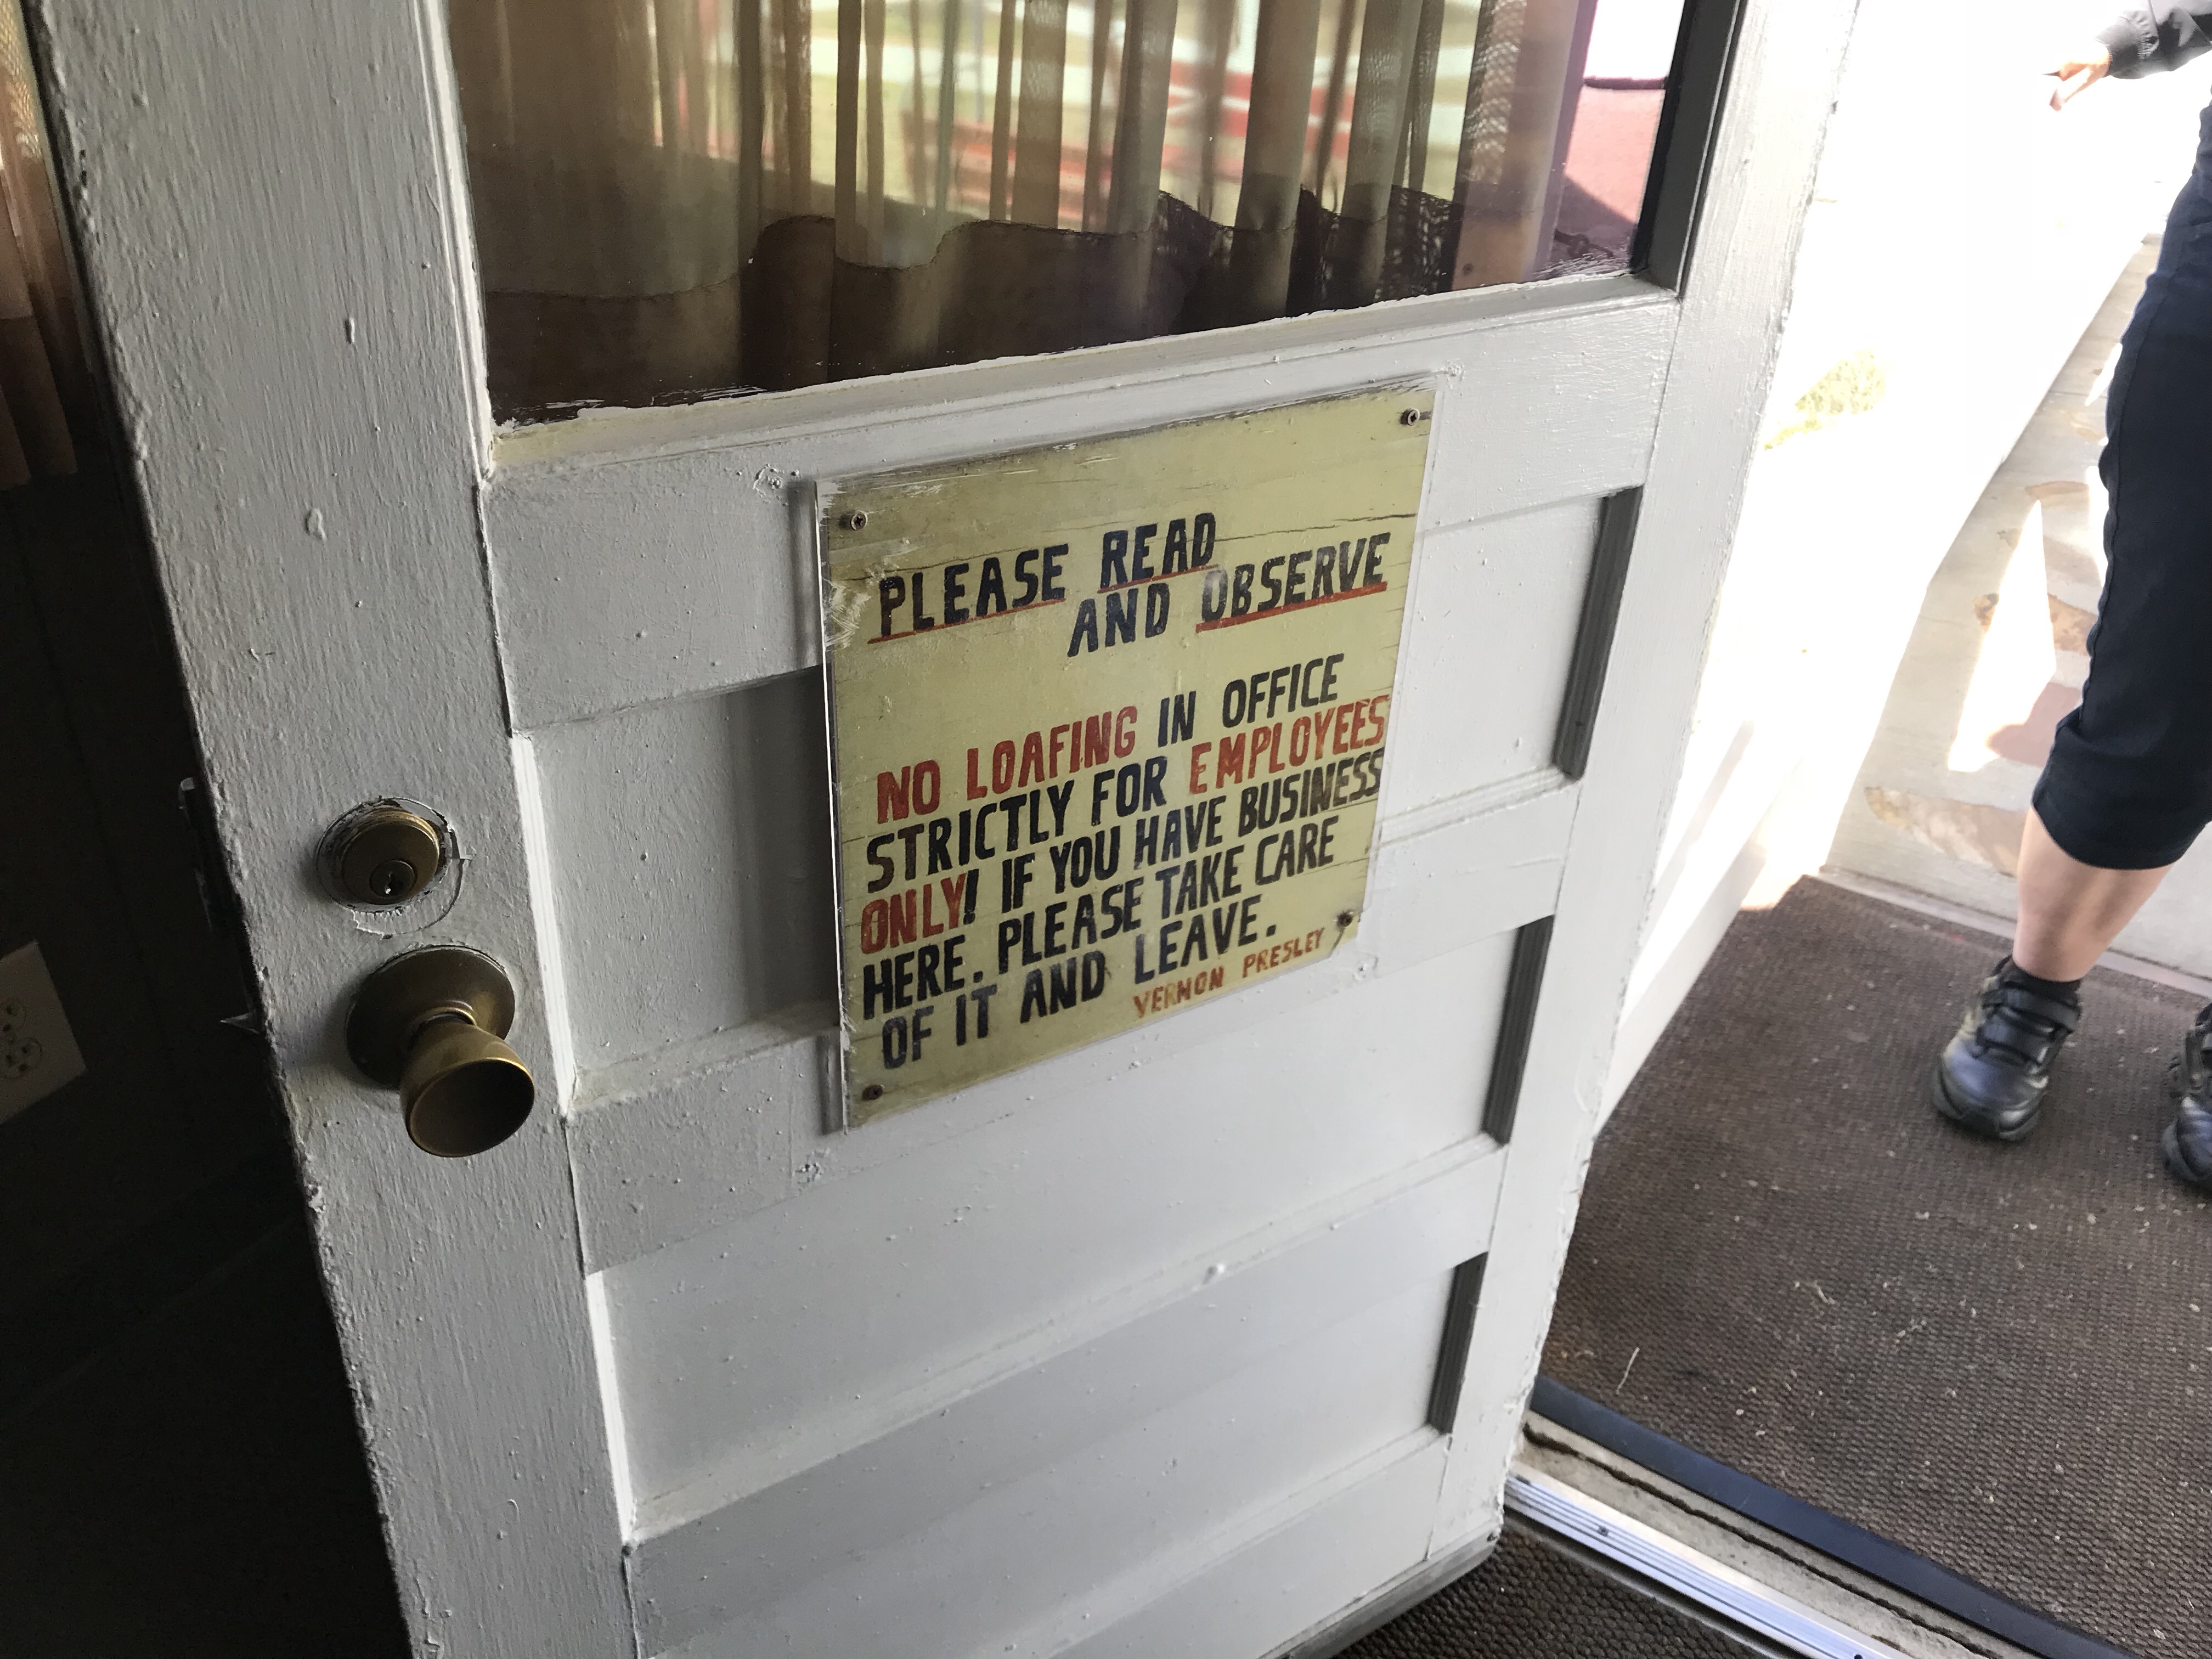 PLEASE READ
AND OBSERVE
NO LOAFING IN OFFICE
STRICTLY FOR EMPLOYEES
ONLY! IF YOU HAVE BUSINESS
HERE. PLEASE TAKE CARE
OF IT AND LEAVE.
VERNON PRESLEY